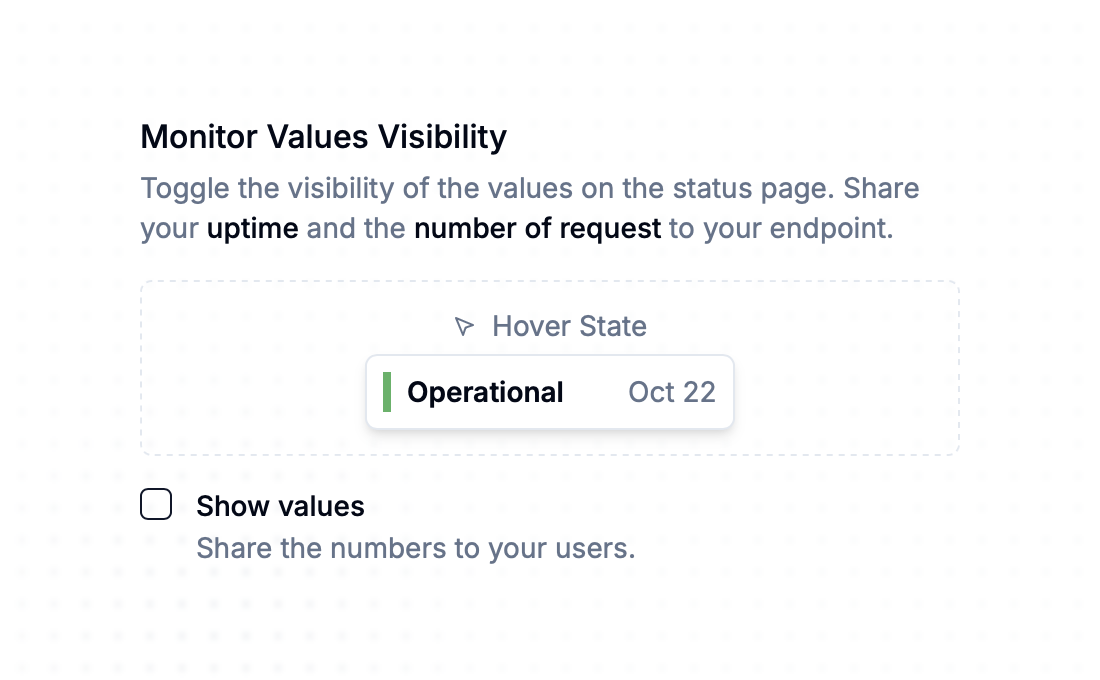 Monitor Values Visibility
Toggle the visibility of the values on the status page. Share
your uptime and the number of request to your endpoint.
Hover State
Operational Oct 22
Show values
Share the numbers to your users.